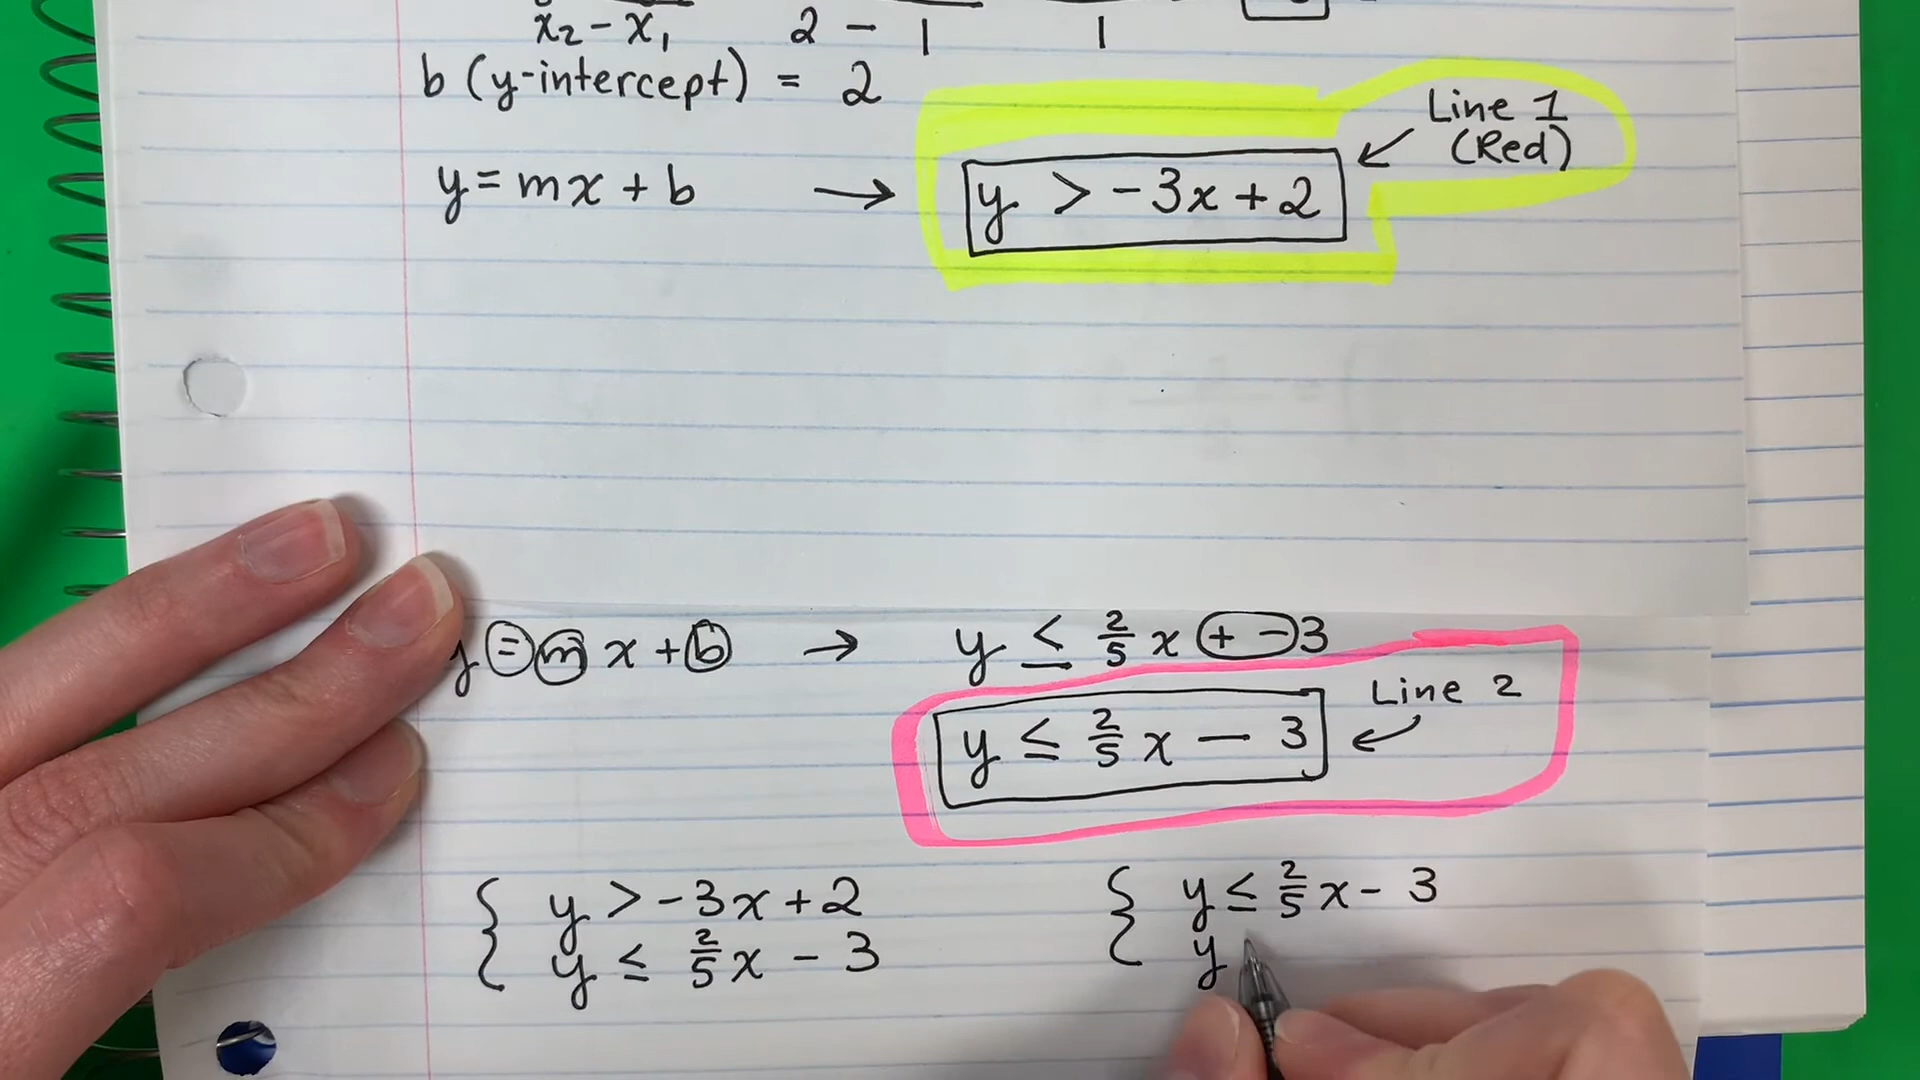 x₂ - x₁ 2 - 1 1
b (y-intercept) = 2
Line 1
(Red)
y = mx + b → y > -3x + 2
y = mx + b → y ≤ 2/5 x + -3
Line 2
y ≤ 2/5 x - 3
{ y > -3x + 2
y ≤ 2/5 x - 3
{ y ≤ 2/5 x - 3
y